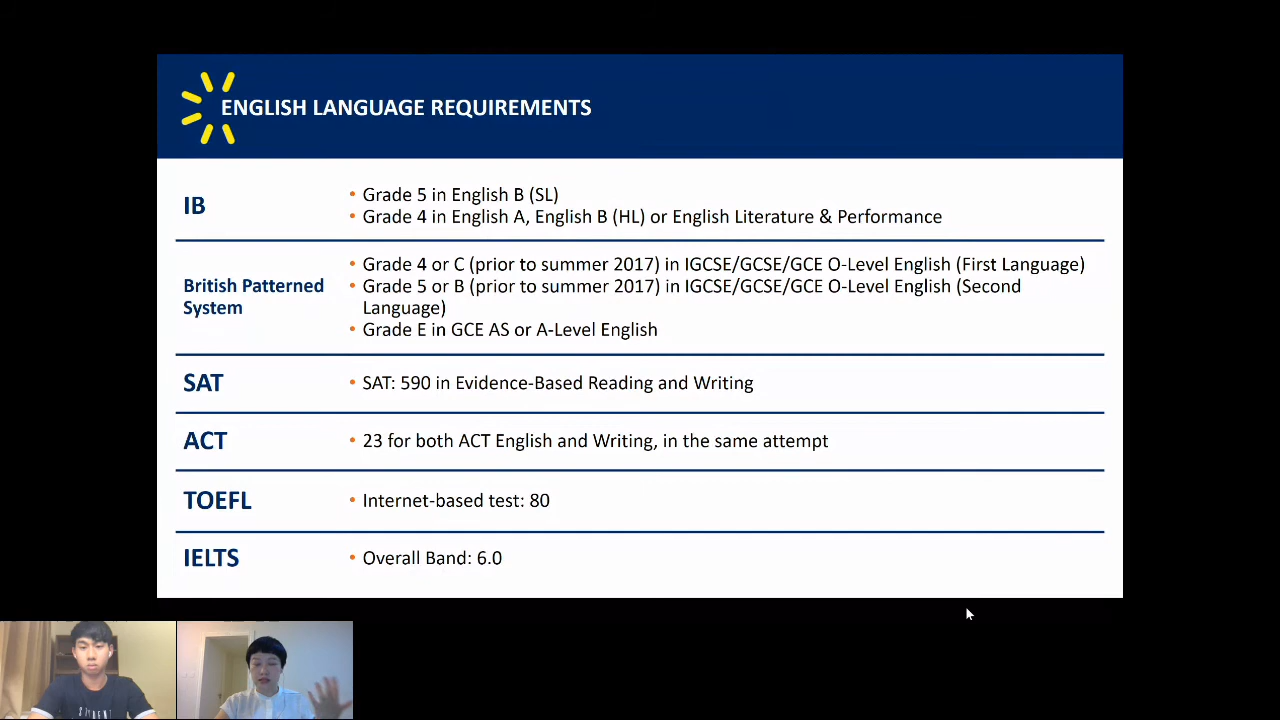 ENGLISH LANGUAGE REQUIREMENTS
IB
• Grade 5 in English B (SL)
• Grade 4 in English A, English B (HL) or English Literature & Performance
British Patterned
System
• Grade 4 or C (prior to summer 2017) in IGCSE/GCSE/GCE O-Level English (First Language)
• Grade 5 or B (prior to summer 2017) in IGCSE/GCSE/GCE O-Level English (Second
Language)
• Grade E in GCE AS or A-Level English
SAT
• SAT: 590 in Evidence-Based Reading and Writing
ACT
• 23 for both ACT English and Writing, in the same attempt
TOEFL
• Internet-based test: 80
IELTS
• Overall Band: 6.0